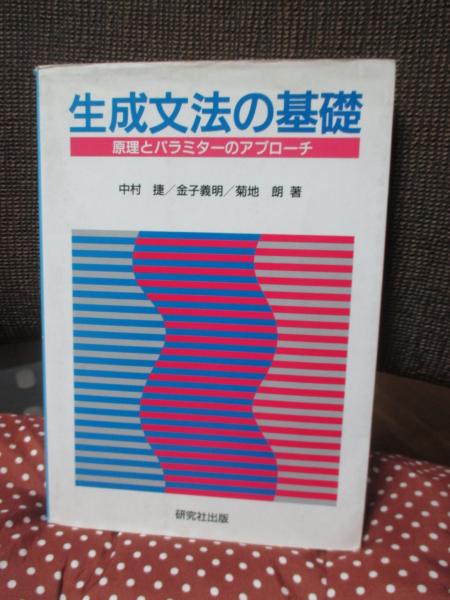 生成文法の基礎
原理とパラミターのアプローチ
中村 捷／金子義明／菊地 朗 著
研究社出版